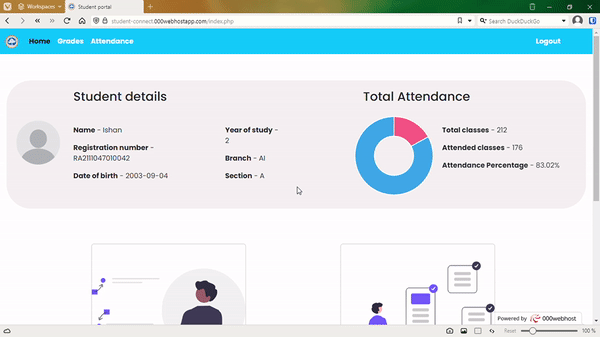 Workspaces
Student portal
student-connect.000webhostapp.com/index.php
Search DuckDuckGo
Home Grades Attendance Logout
Student details
Name - Ishan
Registration number -
RA2111047010042
Date of birth - 2003-09-04
Year of study -
2
Branch - AI
Section - A
Total Attendance
Total classes - 212
Attended classes - 176
Attendance Percentage - 83.02%
Powered by 000webhost
Reset 100 %